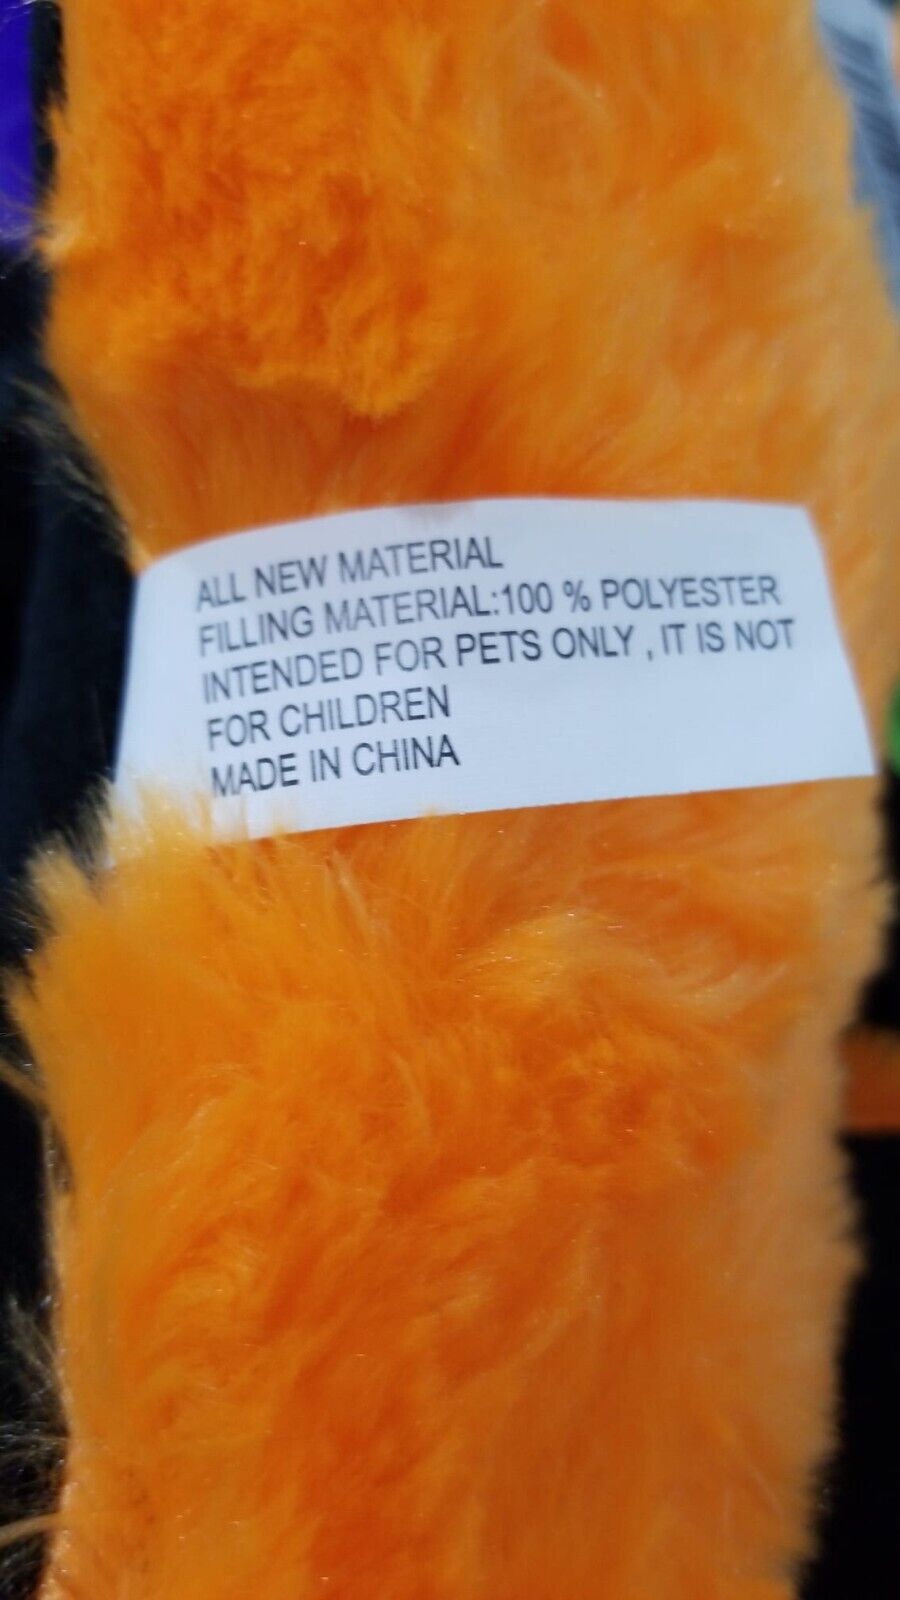 ALL NEW MATERIAL
FILLING MATERIAL:100 % POLYESTER
INTENDED FOR PETS ONLY , IT IS NOT
FOR CHILDREN
MADE IN CHINA